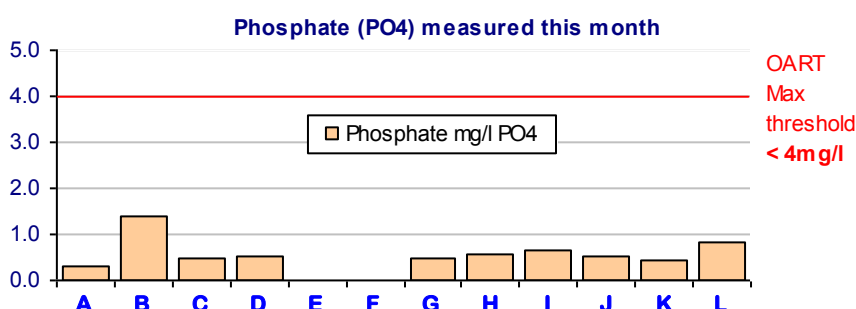 Phosphate (PO4) measured this month
5.0
4.0
3.0
2.0
1.0
0.0
Phosphate mg/l PO4
OART
Max
threshold
< 4mg/l
A B C D E F G H I J K L